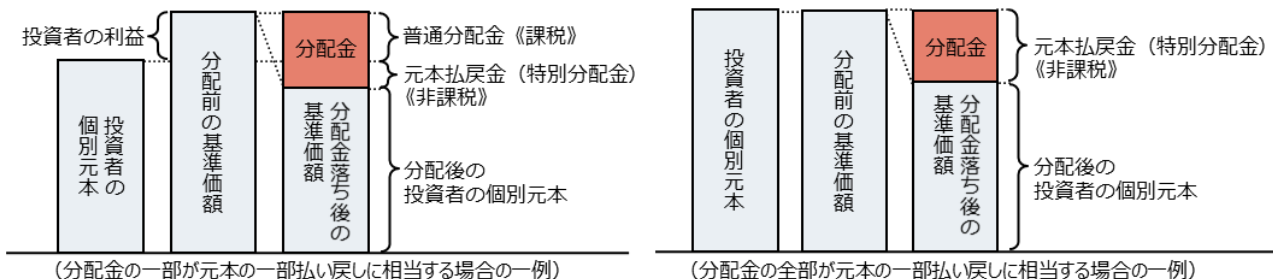 投資者の利益
投資者の
個別元本
分配前の基準価額
分配金
分配金落ち後の
基準価額
普通分配金《課税》
元本払戻金（特別分配金）
《非課税》
分配後の
投資者の個別元本
（分配金の一部が元本の一部払い戻しに相当する場合の一例）
投資者の個別元本
分配前の基準価額
分配金
分配金落ち後の
基準価額
元本払戻金（特別分配金）
《非課税》
分配後の
投資者の個別元本
（分配金の全部が元本の一部払い戻しに相当する場合の一例）